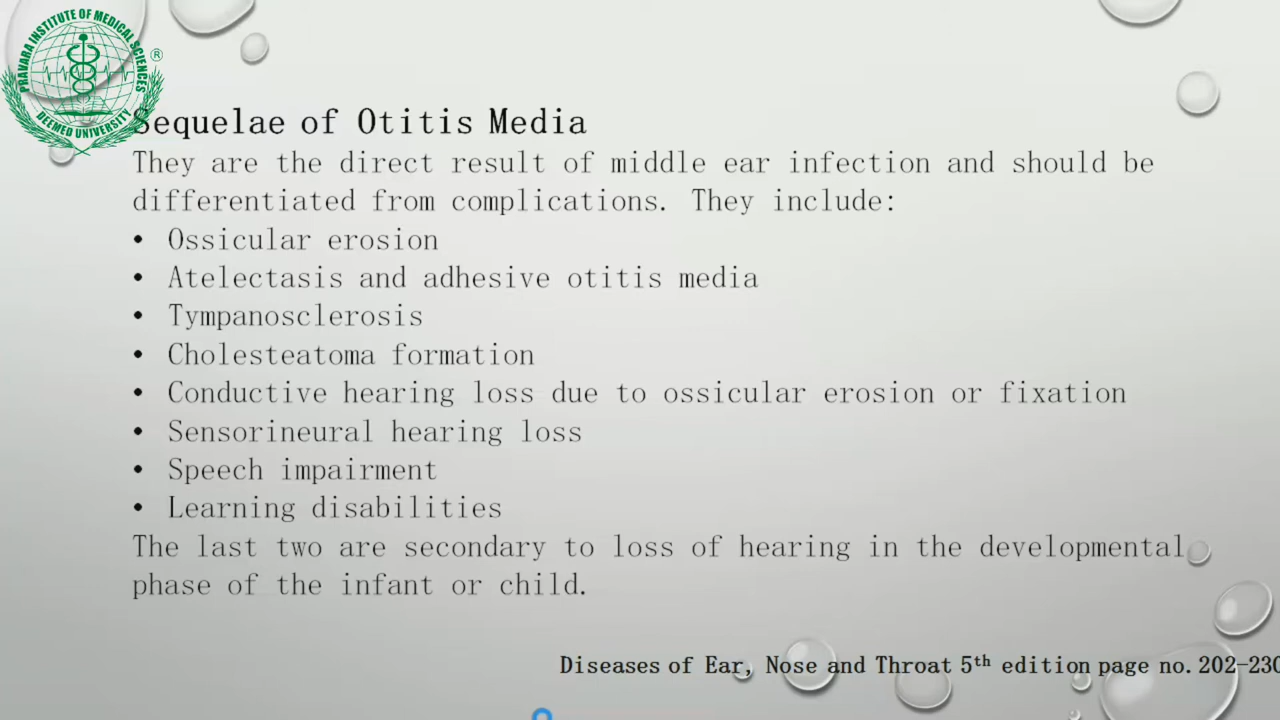 PRAVARA INSTITUTE OF MEDICAL SCIENCES
DEEMED UNIVERSITY
®
Sequelae of Otitis Media
They are the direct result of middle ear infection and should be
differentiated from complications. They include:
• Ossicular erosion
• Atelectasis and adhesive otitis media
• Tympanosclerosis
• Cholesteatoma formation
• Conductive hearing loss due to ossicular erosion or fixation
• Sensorineural hearing loss
• Speech impairment
• Learning disabilities
The last two are secondary to loss of hearing in the developmental
phase of the infant or child.
Diseases of Ear, Nose and Throat 5th edition page no.202-230